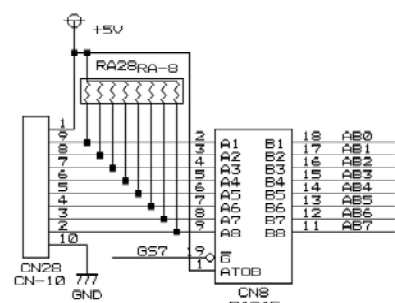 +5V
RA28 RA-8
1
9 2 A1 B1 18 AB0
8 3 A2 B2 17 AB1
7 4 A3 B3 16 AB2
6 5 A4 B4 15 AB3
5 6 A5 B5 14 AB4
4 7 A6 B6 13 AB5
3 8 A7 B7 12 AB6
2 9 A8 B8 11 AB7
10 GS7 19 G
1 ATOB
CN28
CN-10
GND
CN8